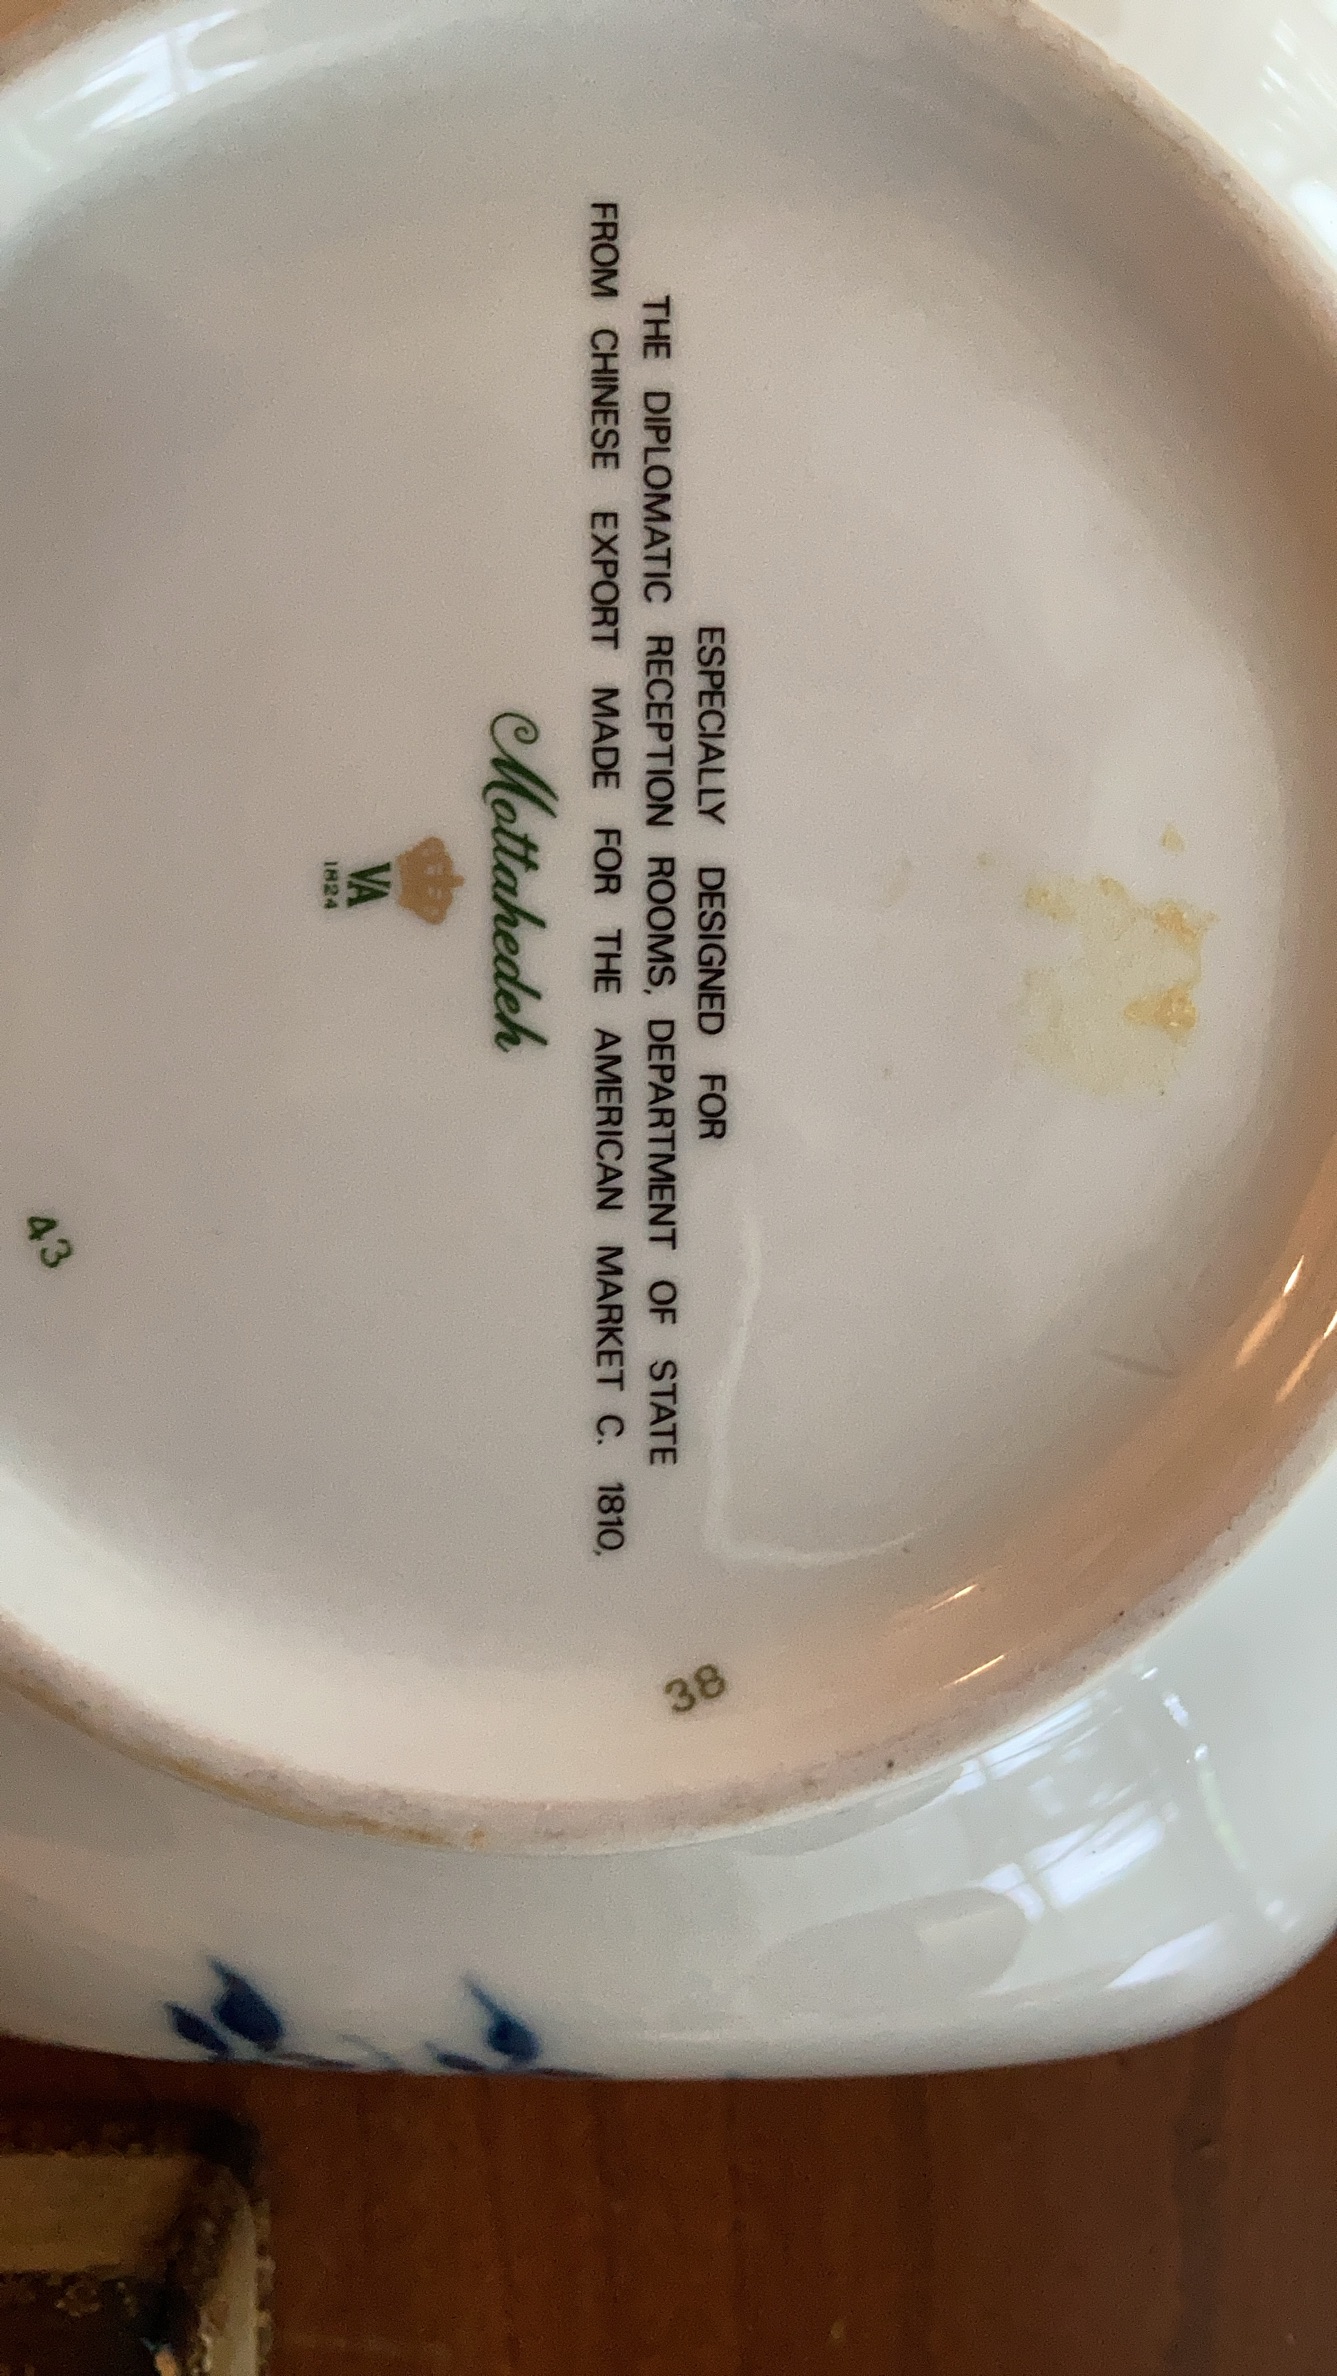 ESPECIALLY DESIGNED FOR
THE DIPLOMATIC RECEPTION ROOMS, DEPARTMENT OF STATE
FROM CHINESE EXPORT MADE FOR THE AMERICAN MARKET C. 1810,
Mottahedeh
VA
1824
38
43